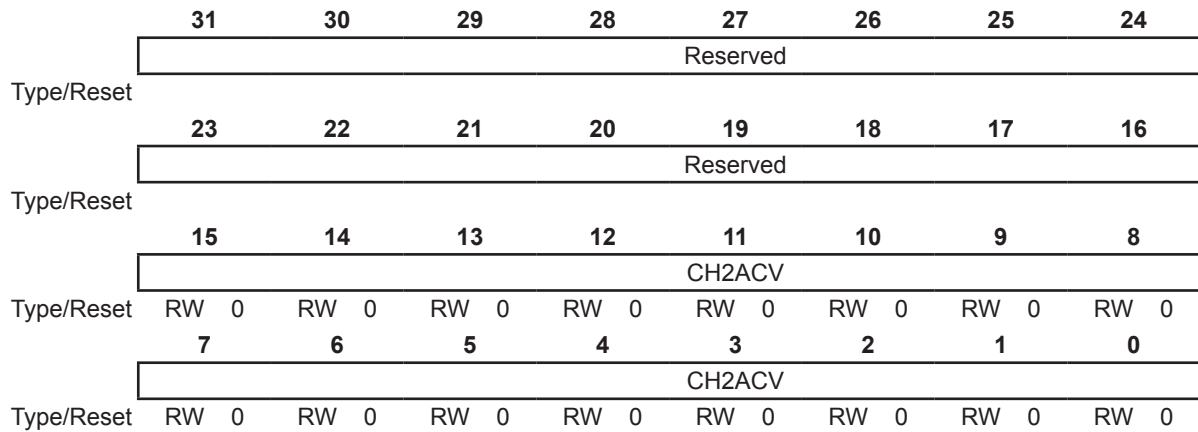 31 30 29 28 27 26 25 24
Reserved
Type/Reset
23 22 21 20 19 18 17 16
Reserved
Type/Reset
15 14 13 12 11 10 9 8
CH2ACV
Type/Reset RW 0 RW 0 RW 0 RW 0 RW 0 RW 0 RW 0 RW 0
7 6 5 4 3 2 1 0
CH2ACV
Type/Reset RW 0 RW 0 RW 0 RW 0 RW 0 RW 0 RW 0 RW 0